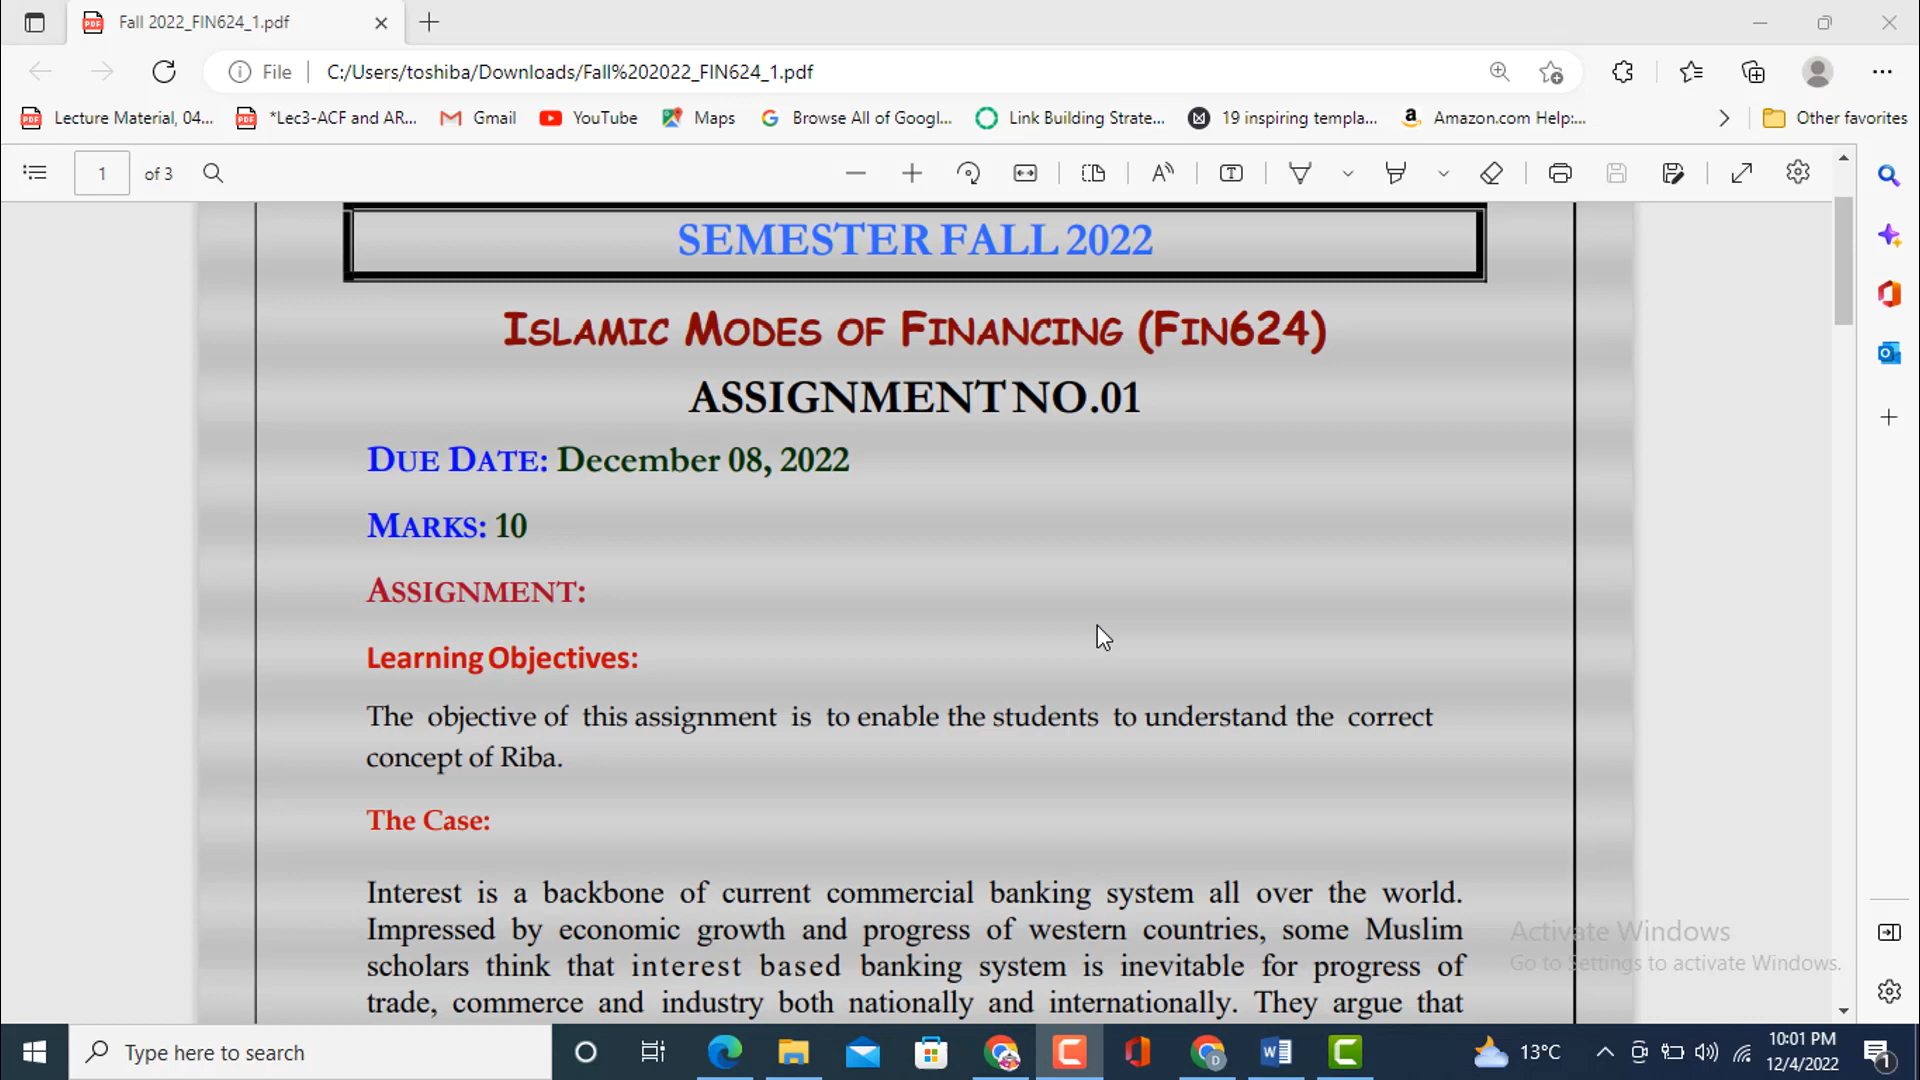 Fall 2022_FIN624_1.pdf
File
C:/Users/toshiba/Downloads/Fall%202022_FIN624_1.pdf
Lecture Material, 04...
*Lec3-ACF and AR...
Gmail
YouTube
Maps
Browse All of Googl...
Link Building Strate...
19 inspiring templa...
Amazon.com Help:...
Other favorites
1 of 3
SEMESTER FALL 2022
ISLAMIC MODES OF FINANCING (FIN624)
ASSIGNMENT NO.01
DUE DATE: December 08, 2022
MARKS: 10
ASSIGNMENT:
Learning Objectives:
The objective of this assignment is to enable the students to understand the correct
concept of Riba.
The Case:
Interest is a backbone of current commercial banking system all over the world.
Impressed by economic growth and progress of western countries, some Muslim
scholars think that interest based banking system is inevitable for progress of
trade, commerce and industry both nationally and internationally. They argue that
Activate Windows
Go to Settings to activate Windows.
Type here to search
13°C
10:01 PM
12/4/2022
1